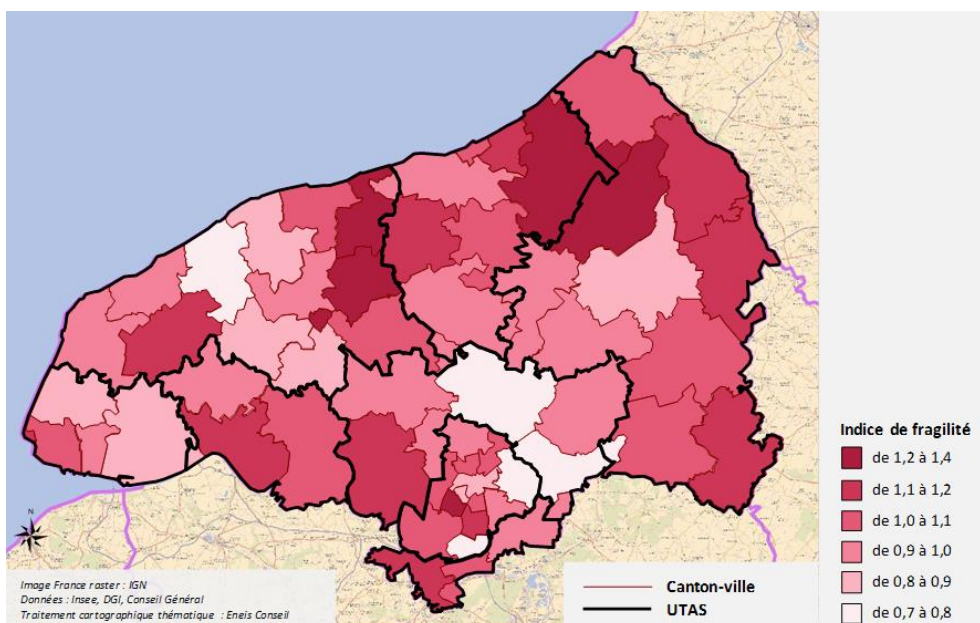 Indice de fragilité
de 1,2 à 1,4
de 1,1 à 1,2
de 1,0 à 1,1
de 0,9 à 1,0
de 0,8 à 0,9
de 0,7 à 0,8
N
Image France raster : IGN
Données : Insee, DGI, Conseil Général
Traitement cartographique thématique : Eneis Conseil
Canton-ville
UTAS